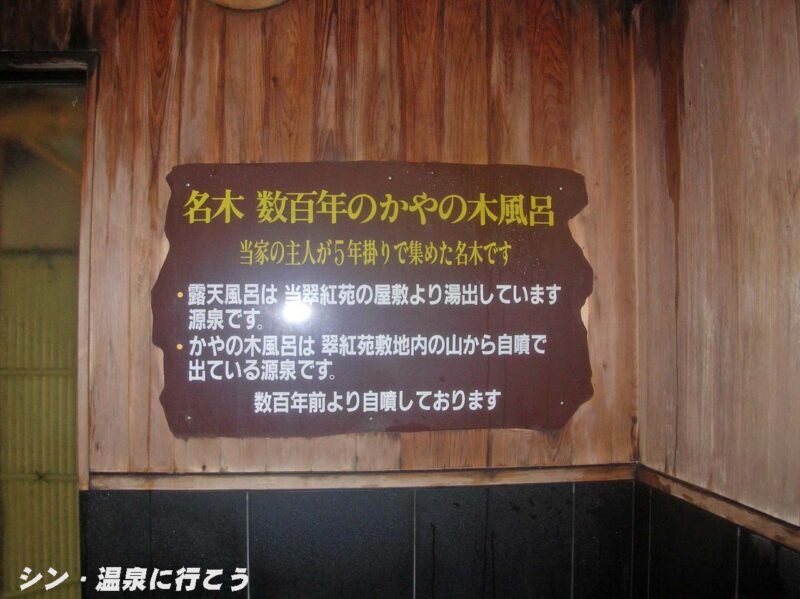 名木 数百年のかやの木風呂
当家の主人が5年掛りで集めた名木です
・露天風呂は 当翠紅苑の屋敷より湯出しています
源泉です。
・かやの木風呂は 翠紅苑敷地内の山から自噴で
出ている源泉です。
数百年前より自噴しております
シン・温泉に行こう